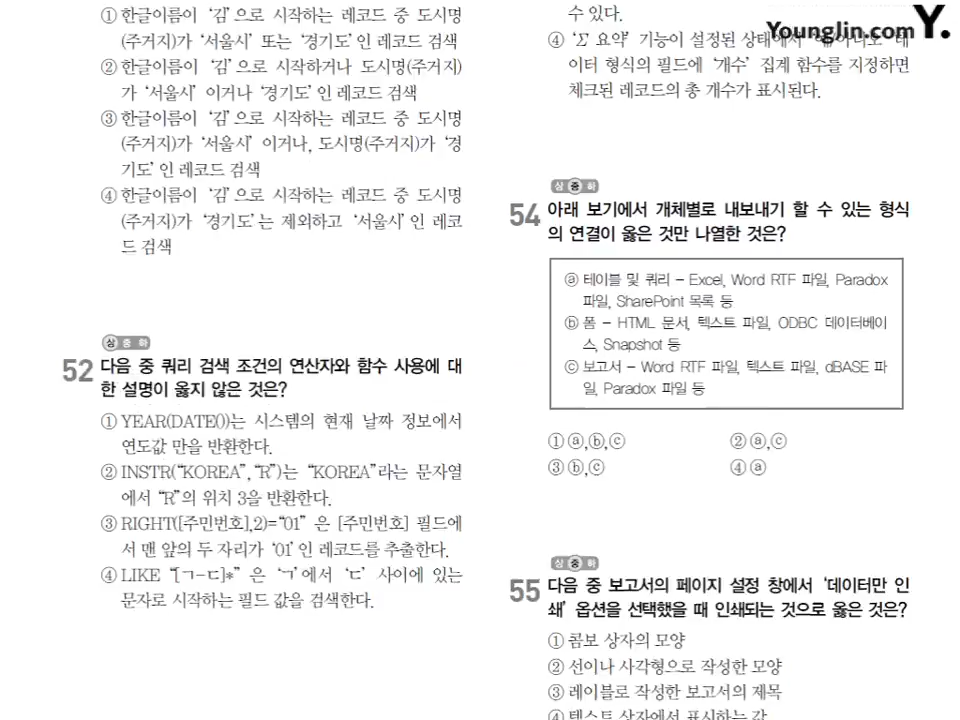 ① 한글이름이 ‘김’으로 시작하는 레코드 중 도시명
(주거지)가 ‘서울시’ 또는 ‘경기도’인 레코드 검색
② 한글이름이 ‘김’으로 시작하거나 도시명(주거지)
가 ‘서울시’이거나 ‘경기도’인 레코드 검색
③ 한글이름이 ‘김’으로 시작하는 레코드 중 도시명
(주거지)가 ‘서울시’이거나, 도시명(주거지)가 ‘경
기도’인 레코드 검색
④ 한글이름이 ‘김’으로 시작하는 레코드 중 도시명
(주거지)가 ‘경기도’는 제외하고 ‘서울시’인 레코
드 검색
상 중 하
52 다음 중 쿼리 검색 조건의 연산자와 함수 사용에 대
한 설명이 옳지 않은 것은?
① YEAR(DATE())는 시스템의 현재 날짜 정보에서
연도값 만을 반환한다.
② INSTR(“KOREA”,“R”)는 “KOREA”라는 문자열
에서 “R”의 위치 3을 반환한다.
③ RIGHT([주민번호],2)=“01” 은 [주민번호] 필드에
서 맨 앞의 두 자리가 ‘01’인 레코드를 추출한다.
④ LIKE “[ㄱ-ㄷ]*” 은 ‘ㄱ’에서 ‘ㄷ’ 사이에 있는
문자로 시작하는 필드 값을 검색한다.
수 있다.
Younglin.com Y.
④ ‘Σ 요약’ 기능이 설정된 상태에서
이터 형식의 필드에 ‘개수’ 집계 함수를 지정하면
체크된 레코드의 총 개수가 표시된다.
상 중 하
54 아래 보기에서 개체별로 내보내기 할 수 있는 형식
의 연결이 옳은 것만 나열한 것은?
ⓐ 테이블 및 쿼리 – Excel, Word RTF 파일, Paradox
파일, SharePoint 목록 등
ⓑ 폼 – HTML 문서, 텍스트 파일, ODBC 데이터베이
스, Snapshot 등
ⓒ 보고서 – Word RTF 파일, 텍스트 파일, dBASE 파
일, Paradox 파일 등
① ⓐ,ⓑ,ⓒ ② ⓐ,ⓒ
③ ⓑ,ⓒ ④ ⓐ
상 중 하
55 다음 중 보고서의 페이지 설정 창에서 ‘데이터만 인
쇄’ 옵션을 선택했을 때 인쇄되는 것으로 옳은 것은?
① 콤보 상자의 모양
② 선이나 사각형으로 작성한 모양
③ 레이블로 작성한 보고서의 제목
④ 텍스트 상자에서 표시하는 값